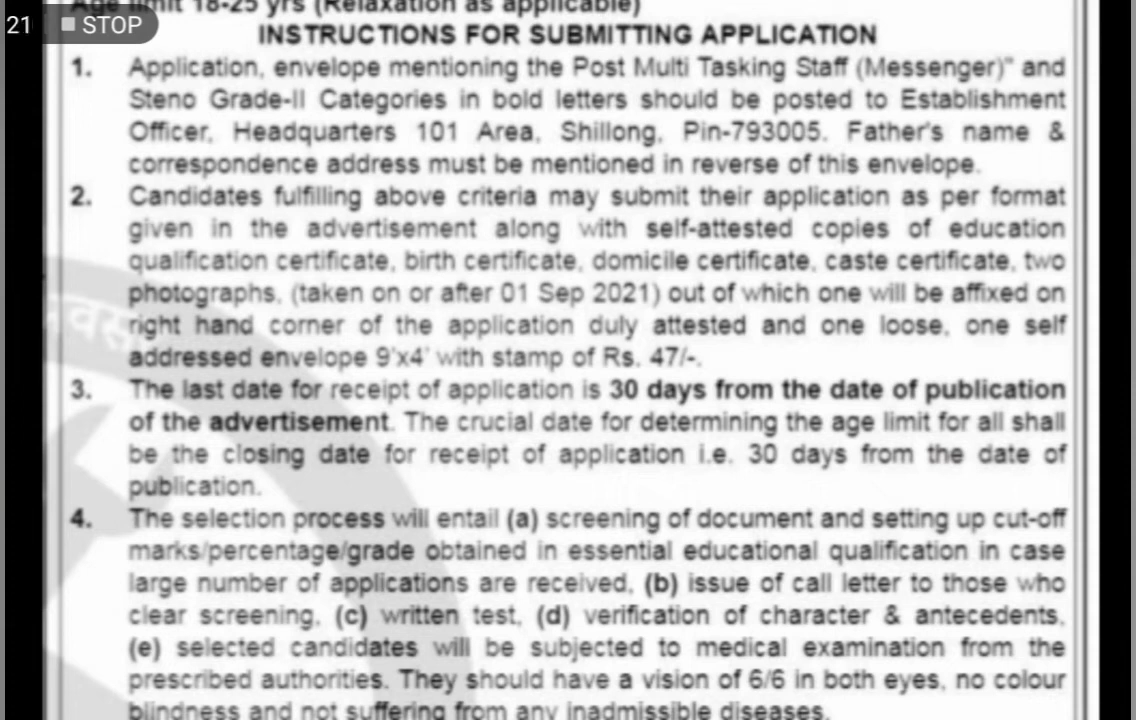 Age limit 18-25 yrs (Relaxation as applicable)
21 STOP
INSTRUCTIONS FOR SUBMITTING APPLICATION
1. Application, envelope mentioning the Post Multi Tasking Staff (Messenger)" and
Steno Grade-II Categories in bold letters should be posted to Establishment
Officer, Headquarters 101 Area, Shillong, Pin-793005. Father's name &
correspondence address must be mentioned in reverse of this envelope.
2. Candidates fulfilling above criteria may submit their application as per format
given in the advertisement along with self-attested copies of education
qualification certificate, birth certificate, domicile certificate, caste certificate, two
photographs, (taken on or after 01 Sep 2021) out of which one will be affixed on
right hand corner of the application duly attested and one loose, one self
addressed envelope 9'x4' with stamp of Rs. 47/-.
3. The last date for receipt of application is 30 days from the date of publication
of the advertisement. The crucial date for determining the age limit for all shall
be the closing date for receipt of application i.e. 30 days from the date of
publication.
4. The selection process will entail (a) screening of document and setting up cut-off
marks/percentage/grade obtained in essential educational qualification in case
large number of applications are received, (b) issue of call letter to those who
clear screening, (c) written test, (d) verification of character & antecedents,
(e) selected candidates will be subjected to medical examination from the
prescribed authorities. They should have a vision of 6/6 in both eyes, no colour
blindness and not suffering from any inadmissible diseases.